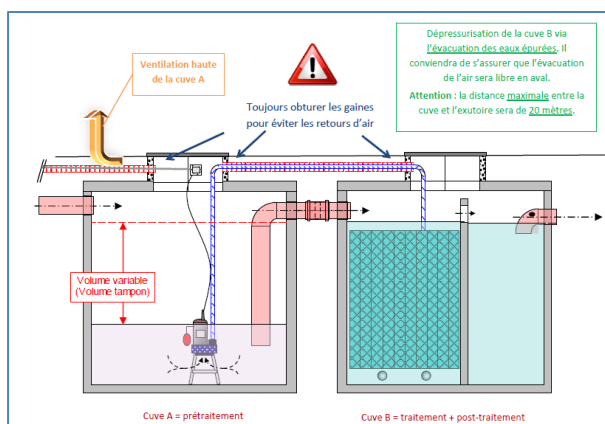 Ventilation haute
de la cuve A
Toujours obturer les gaines
pour éviter les retours d'air
Dépressurisation de la cuve B via
l'évacuation des eaux épurées. Il
conviendra de s'assurer que l'évacuation
de l'air sera libre en aval.
Attention : la distance maximale entre la
cuve et l'exutoire sera de 20 mètres.
Volume variable
(Volume tampon)
Cuve A = prétraitement
Cuve B = traitement + post-traitement